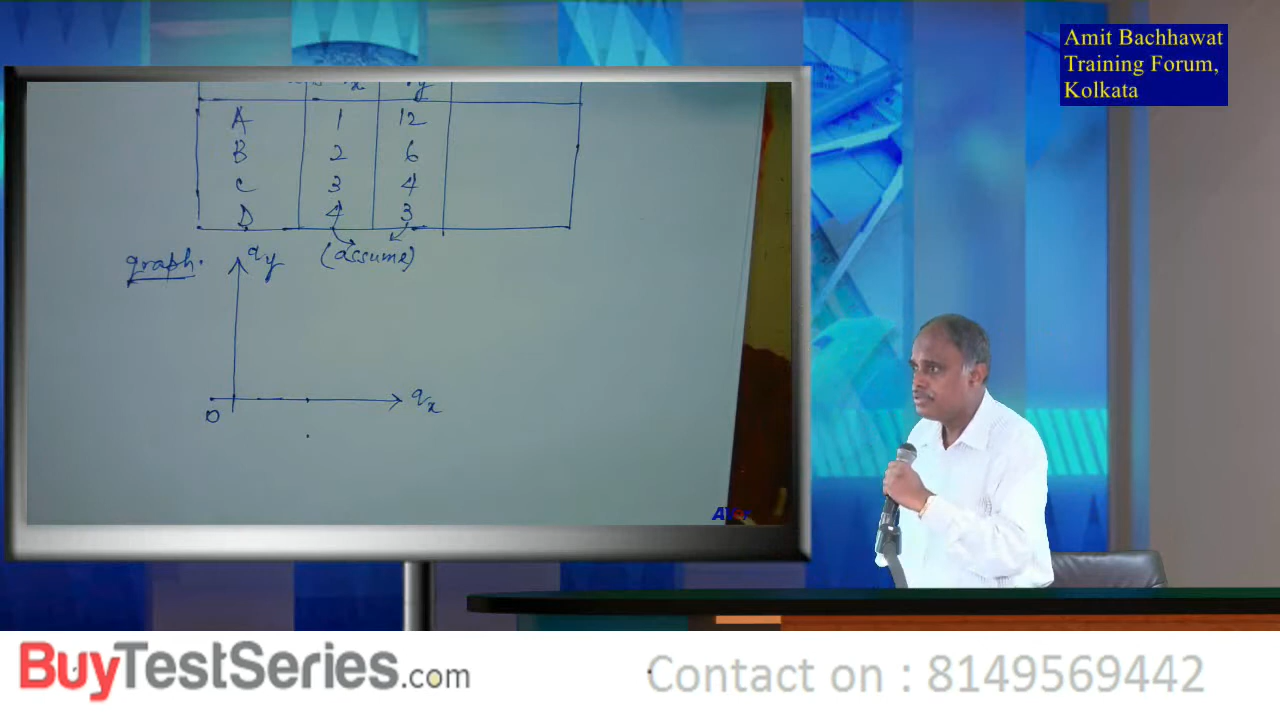 Amit Bachhawat
Training Forum,
Kolkata
A 1 12
B 2 6
C 3 4
D 4 3
(assume)
graph.
qy
qx
0
BuyTestSeries.com
Contact on : 8149569442